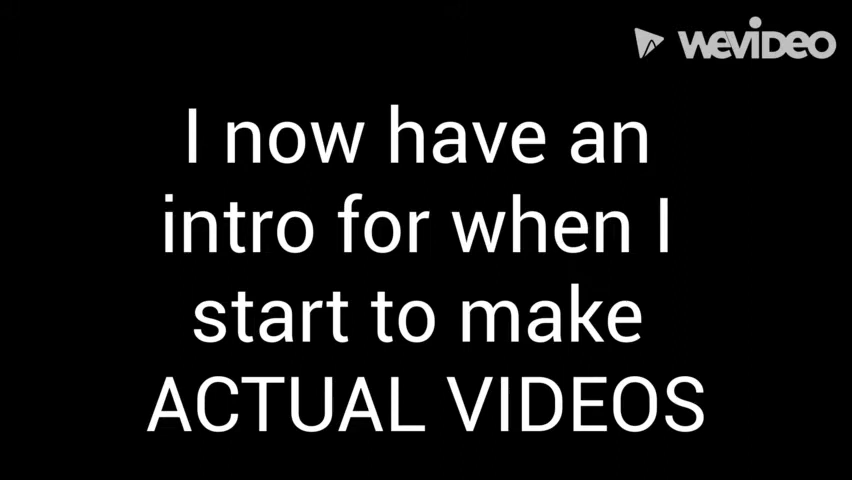 WEVIDEO
I now have an
intro for when I
start to make
ACTUAL VIDEOS